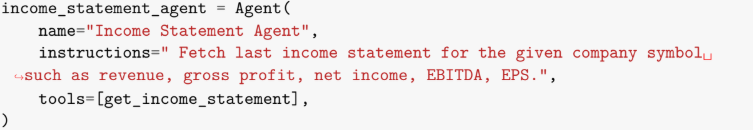 income_statement_agent = Agent(
    name="Income Statement Agent",
    instructions=" Fetch last income statement for the given company symbol␣
↪such as revenue, gross profit, net income, EBITDA, EPS.",
    tools=[get_income_statement],
)